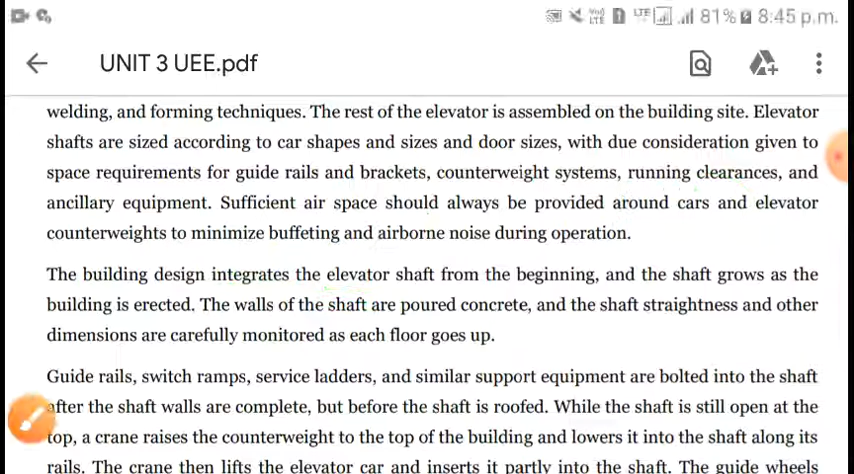 81% 8:45 p.m.
UNIT 3 UEE.pdf
welding, and forming techniques. The rest of the elevator is assembled on the building site. Elevator
shafts are sized according to car shapes and sizes and door sizes, with due consideration given to
space requirements for guide rails and brackets, counterweight systems, running clearances, and
ancillary equipment. Sufficient air space should always be provided around cars and elevator
counterweights to minimize buffeting and airborne noise during operation.
The building design integrates the elevator shaft from the beginning, and the shaft grows as the
building is erected. The walls of the shaft are poured concrete, and the shaft straightness and other
dimensions are carefully monitored as each floor goes up.
Guide rails, switch ramps, service ladders, and similar support equipment are bolted into the shaft
after the shaft walls are complete, but before the shaft is roofed. While the shaft is still open at the
top, a crane raises the counterweight to the top of the building and lowers it into the shaft along its
rails. The crane then lifts the elevator car and inserts it partly into the shaft. The guide wheels